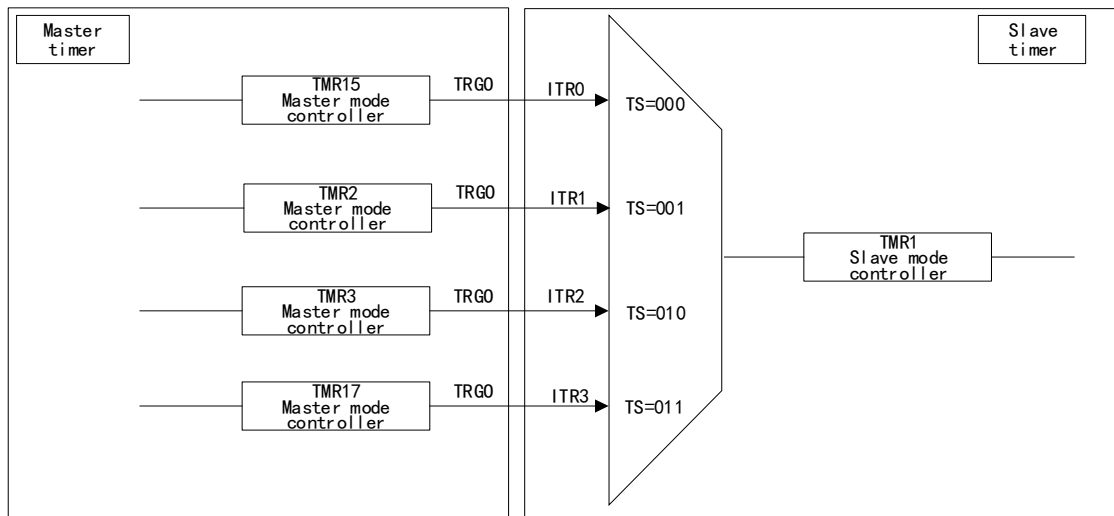 Master
timer
Slave
timer
TMR15
Master mode
controller
TRGO
ITR0
TS=000
TMR2
Master mode
controller
TRGO
ITR1
TS=001
TMR1
Slave mode
controller
TMR3
Master mode
controller
TRGO
ITR2
TS=010
TMR17
Master mode
controller
TRGO
ITR3
TS=011